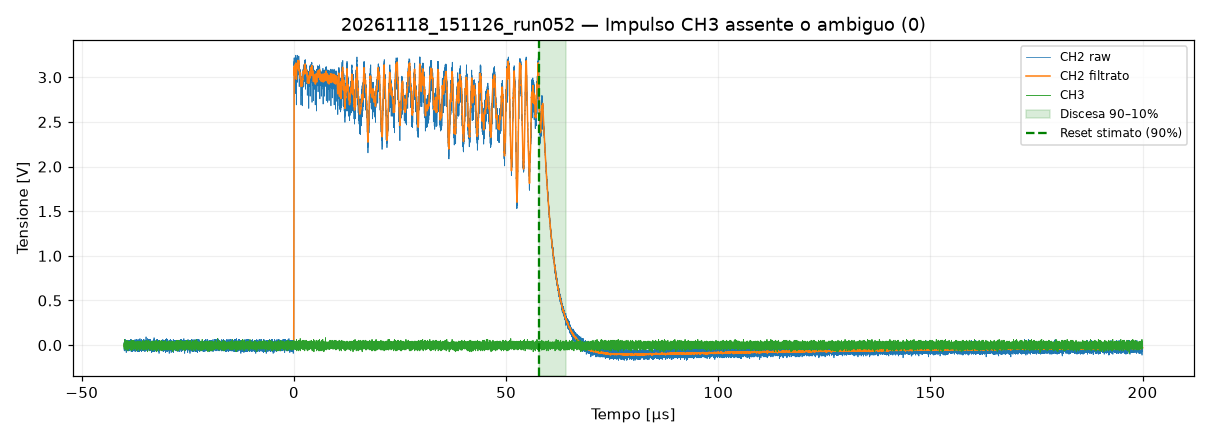 20261118_151126_run052 — Impulso CH3 assente o ambiguo (0)
CH2 raw
CH2 filtrato
CH3
Discesa 90–10%
Reset stimato (90%)
Tensione [V]
3.0
2.5
2.0
1.5
1.0
0.5
0.0
−50
0
50
100
150
200
Tempo [µs]